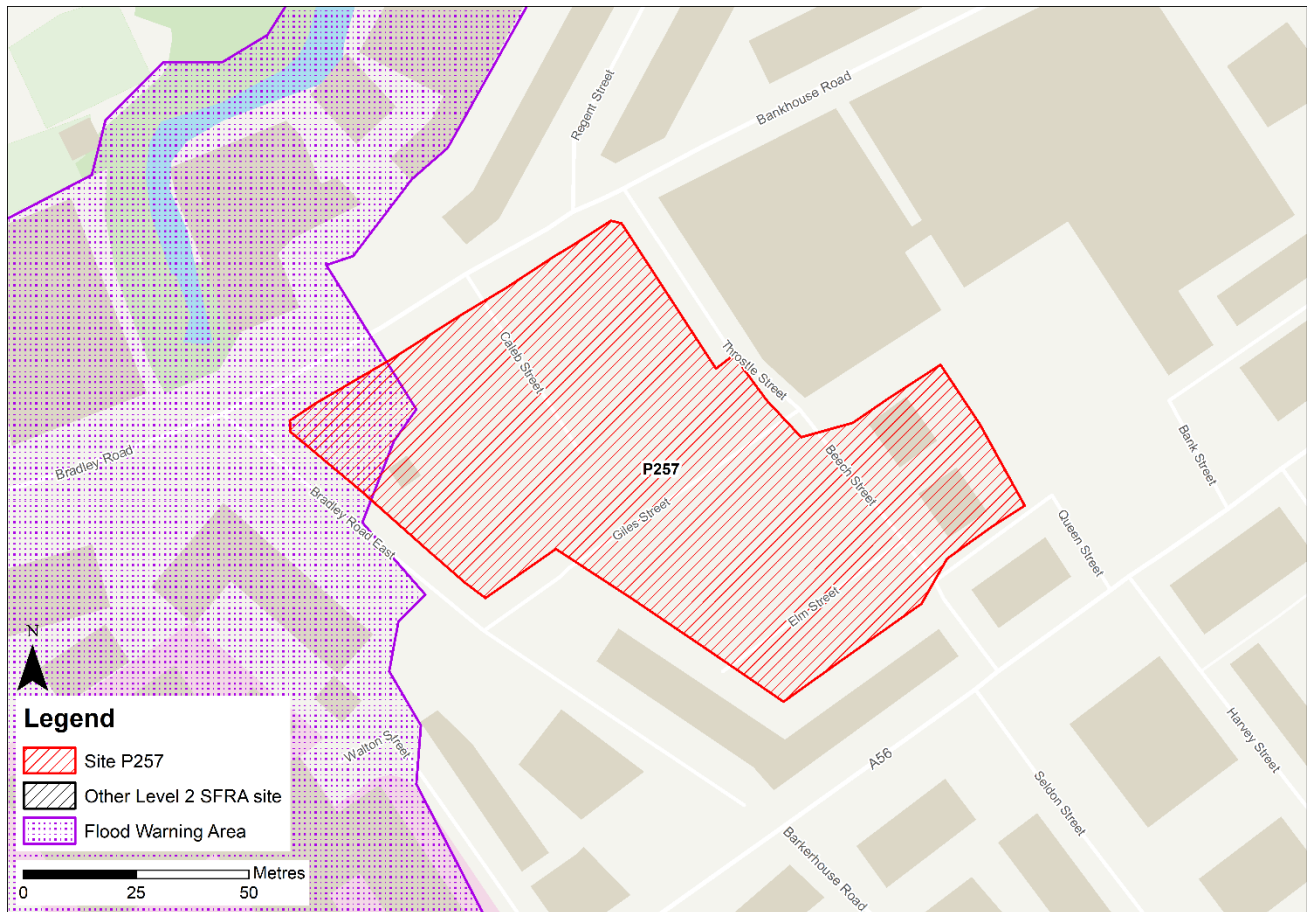 Regent Street
Bankhouse Road
Caleb Street
Throstle Street
P257
Bradley Road
Beech Street
Bank Street
Giles Street
Bradley Road East
Queen Street
Elm Street
N
Legend
Site P257
Other Level 2 SFRA site
Flood Warning Area
Metres
0 25 50
Walton Street
A56
Harvey Street
Seldon Street
Barkerhouse Road